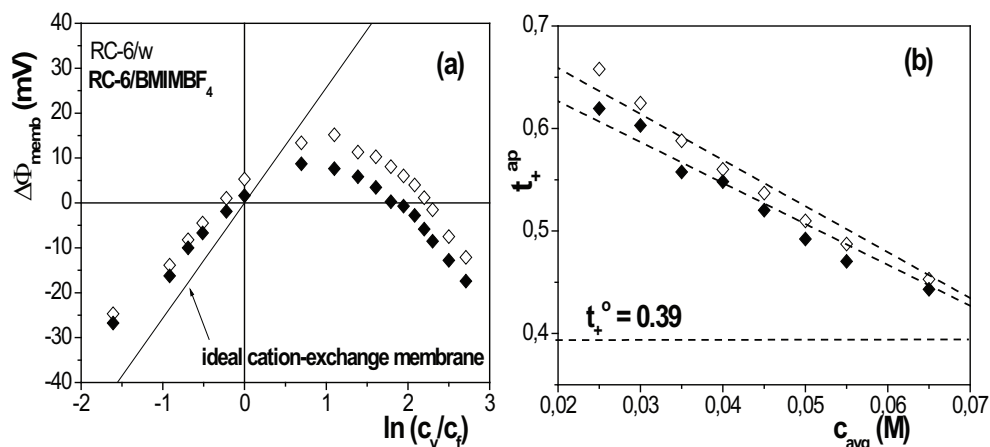 40
30
20
10
0
-10
-20
-30
-40
ΔΦmemb (mV)
RC-6/w
RC-6/BMIMBF4
(a)
ideal cation-exchange membrane
-2 -1 0 1 2 3
ln (cv/cf)
0,7
0,6
0,5
0,4
t+ap
(b)
t+o = 0.39
0,02 0,03 0,04 0,05 0,06 0,07
cavg (M)